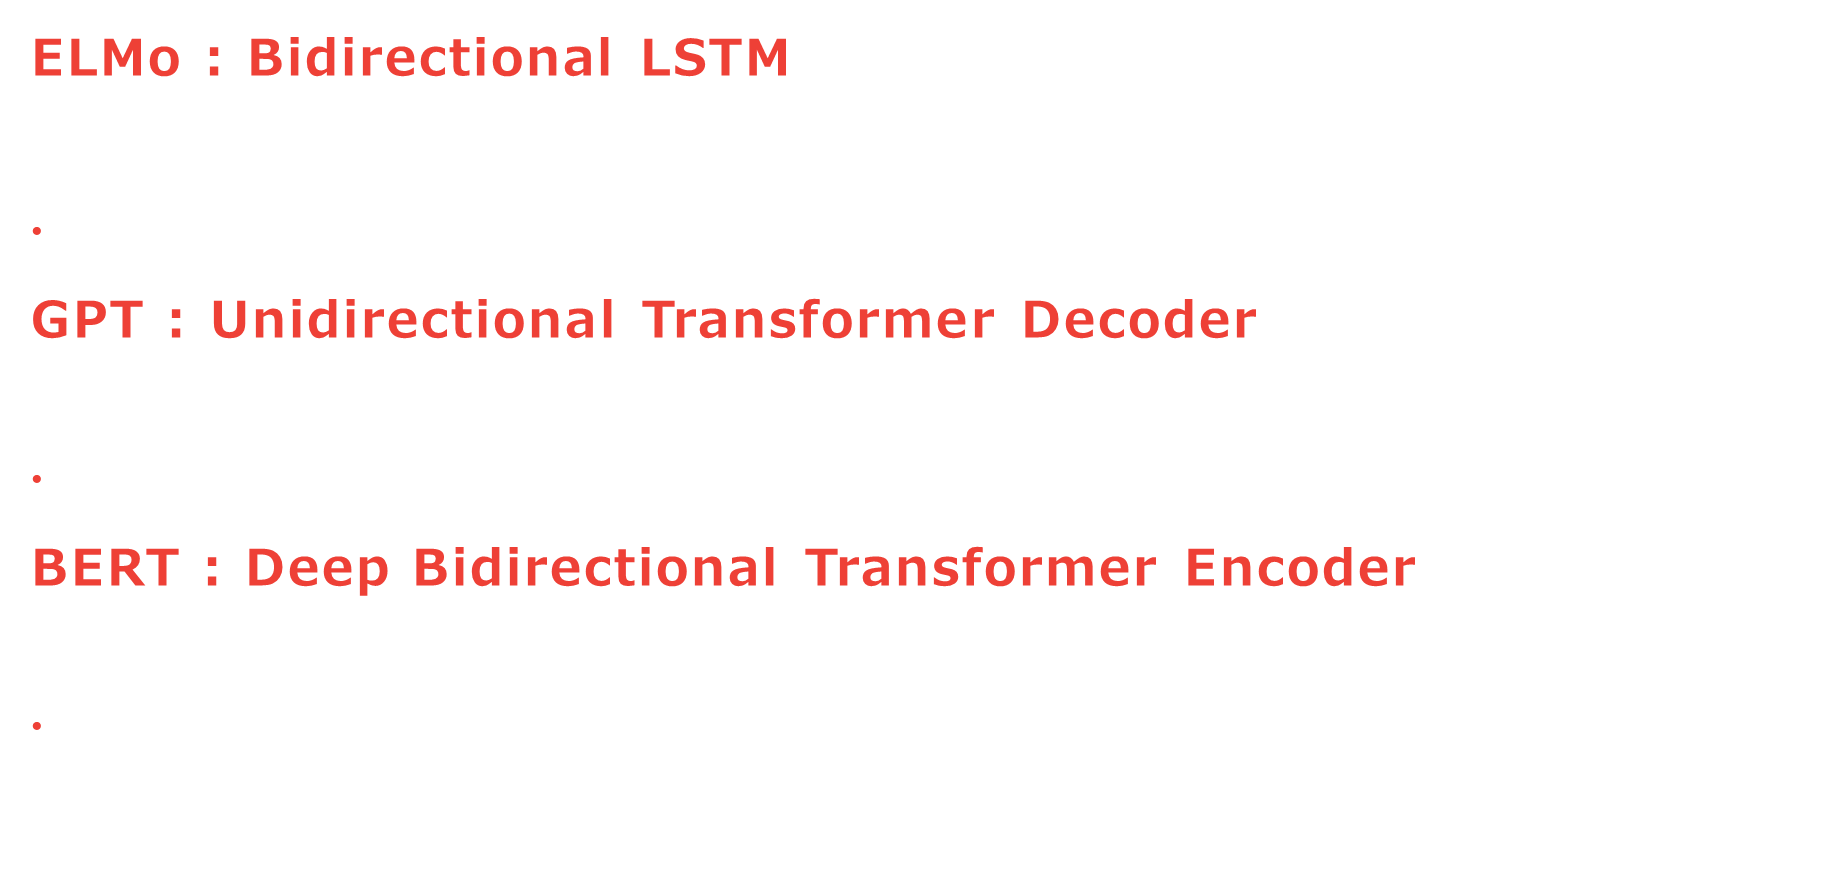 ELMo : Bidirectional LSTM
.
GPT : Unidirectional Transformer Decoder
.
BERT : Deep Bidirectional Transformer Encoder
.